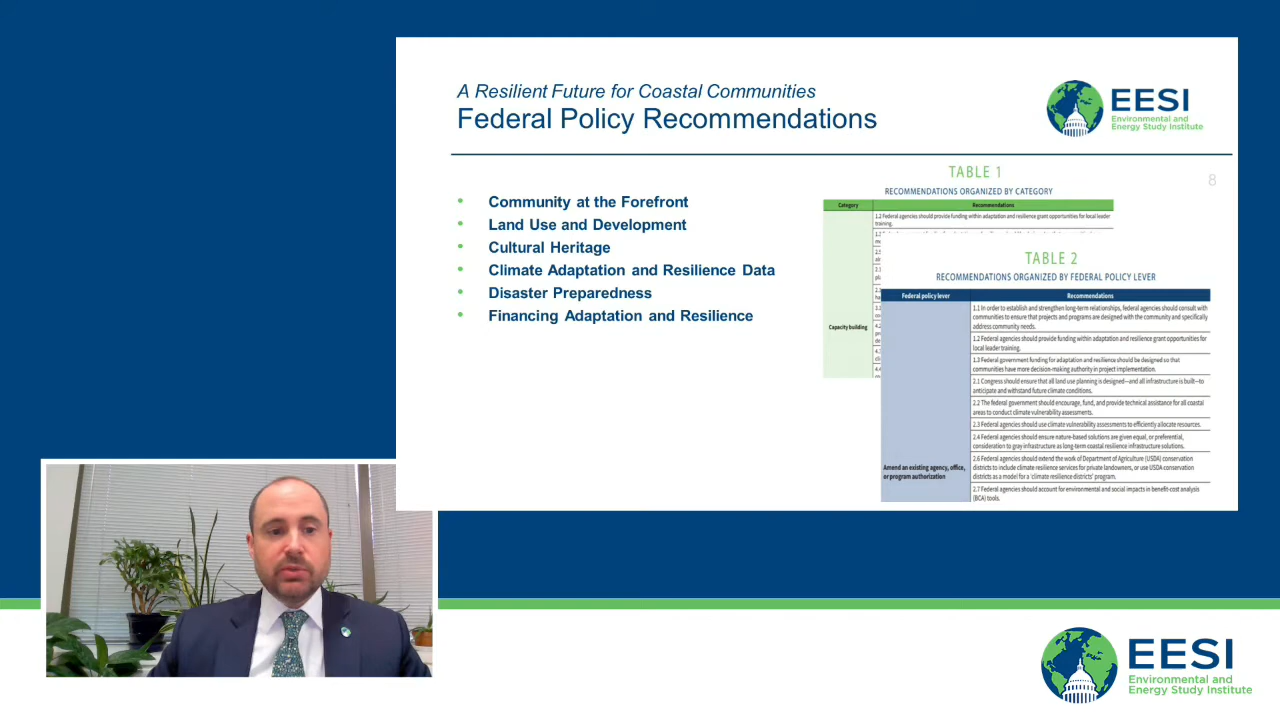 A Resilient Future for Coastal Communities
Federal Policy Recommendations
EESI
Environmental and
Energy Study Institute
8
• Community at the Forefront
• Land Use and Development
• Cultural Heritage
• Climate Adaptation and Resilience Data
• Disaster Preparedness
• Financing Adaptation and Resilience
TABLE 1
RECOMMENDATIONS ORGANIZED BY CATEGORY
Category Recommendations
1.2 Federal agencies should provide funding within adaptation and resilience grant opportunities for local leader
training.
Capacity building
TABLE 2
RECOMMENDATIONS ORGANIZED BY FEDERAL POLICY LEVER
Federal policy lever Recommendations
1.1 In order to establish and strengthen long-term relationships, federal agencies should consult with
communities to ensure that projects and programs are designed with the community and specifically
address community needs.
1.2 Federal agencies should provide funding within adaptation and resilience grant opportunities for
local leader training.
1.3 Federal government funding for adaptation and resilience should be designed so that
communities have more decision-making authority in project implementation.
2.1 Congress should ensure that all land use planning is designed—and all infrastructure is built—to
anticipate and withstand future climate conditions.
2.2 The federal government should encourage, fund, and provide technical assistance for all coastal
areas to conduct climate vulnerability assessments.
2.3 Federal agencies should use climate vulnerability assessments to efficiently allocate resources.
2.4 Federal agencies should ensure nature-based solutions are given equal, or preferential,
consideration to gray infrastructure as long-term coastal resilience infrastructure solutions.
2.6 Federal agencies should extend the work of Department of Agriculture (USDA) conservation
districts to include climate resilience services for private landowners, or use USDA conservation
districts as a model for a 'climate resilience districts' program.
2.7 Federal agencies should account for environmental and social impacts in benefit-cost analysis
(BCA) tools.
Amend an existing agency, office,
or program authorization
EESI
Environmental and
Energy Study Institute